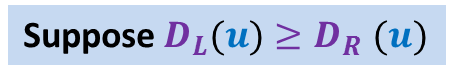 Suppose D_L(u) ≥ D_R (u)